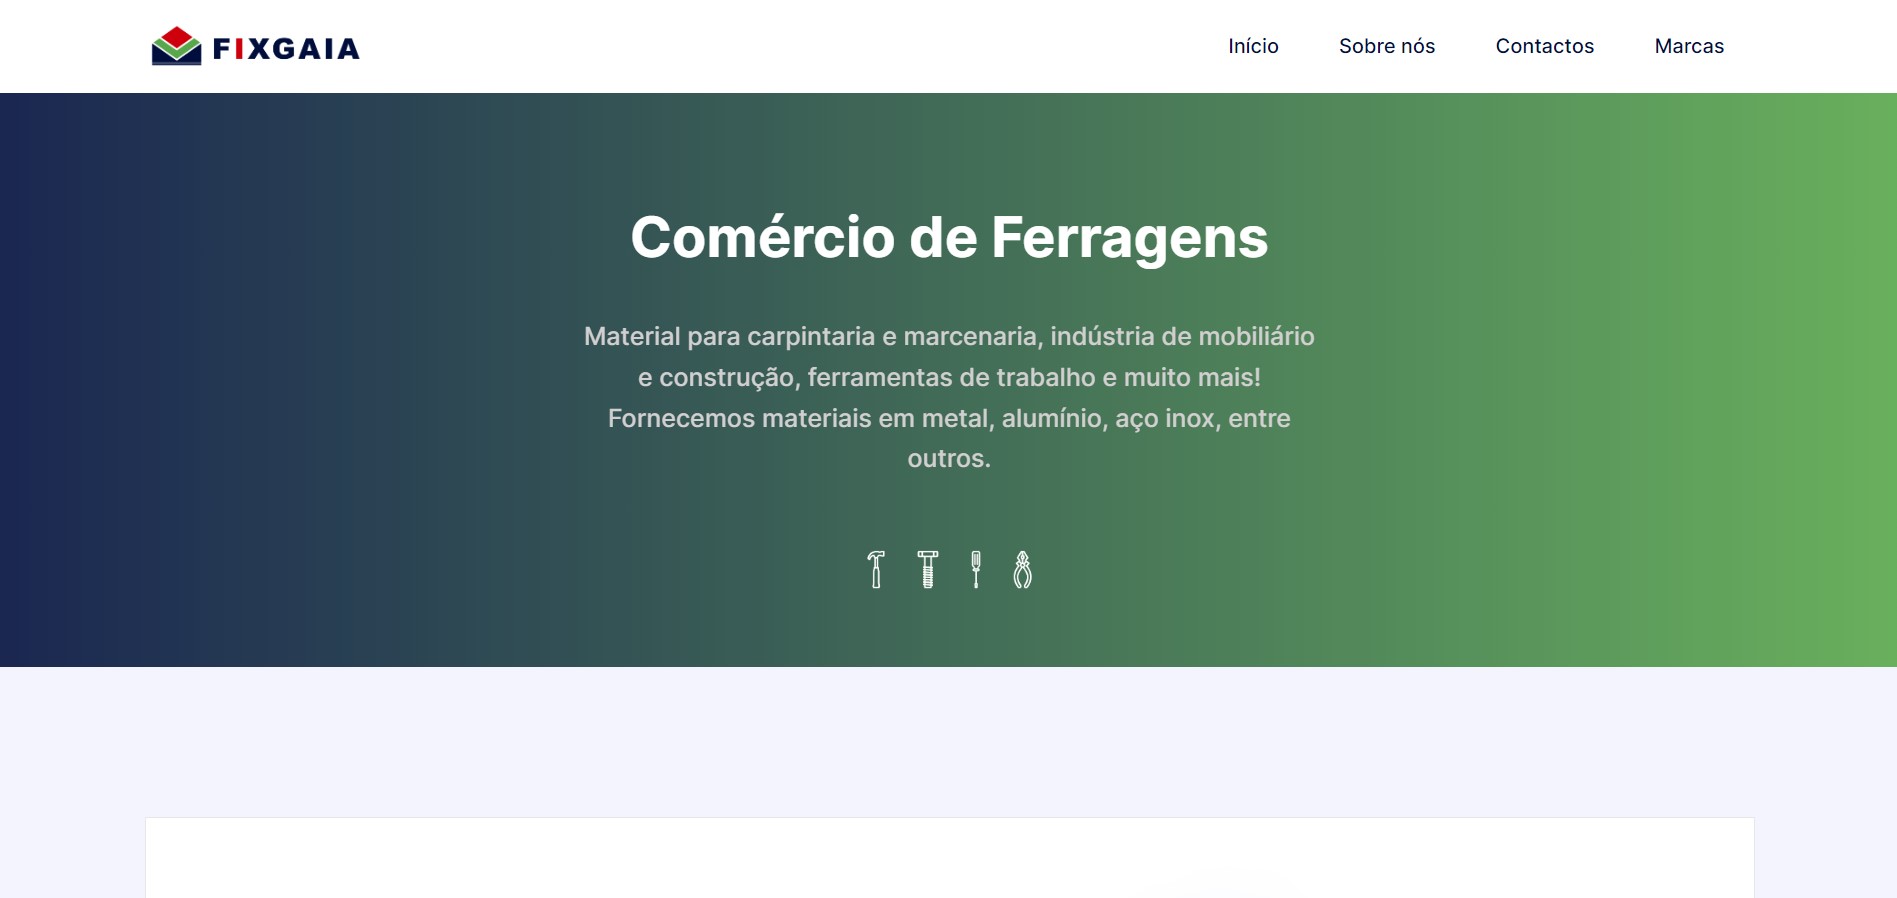 FIXGAIA
Início
Sobre nós
Contactos
Marcas
Comércio de Ferragens
Material para carpintaria e marcenaria, indústria de mobiliário
e construção, ferramentas de trabalho e muito mais!
Fornecemos materiais em metal, alumínio, aço inox, entre
outros.